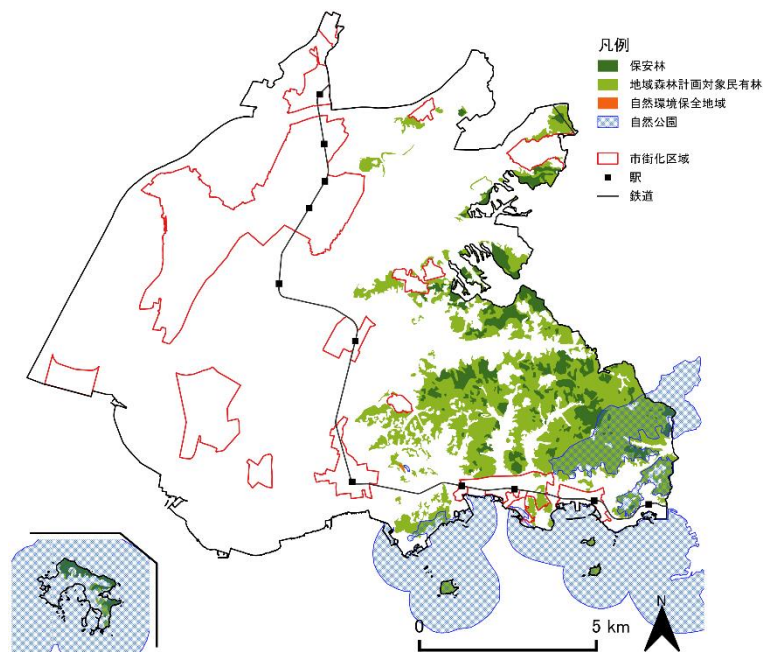 凡例
保安林
地域森林計画対象民有林
自然環境保全地域
自然公園
市街化区域
駅
鉄道
N
0 5 km